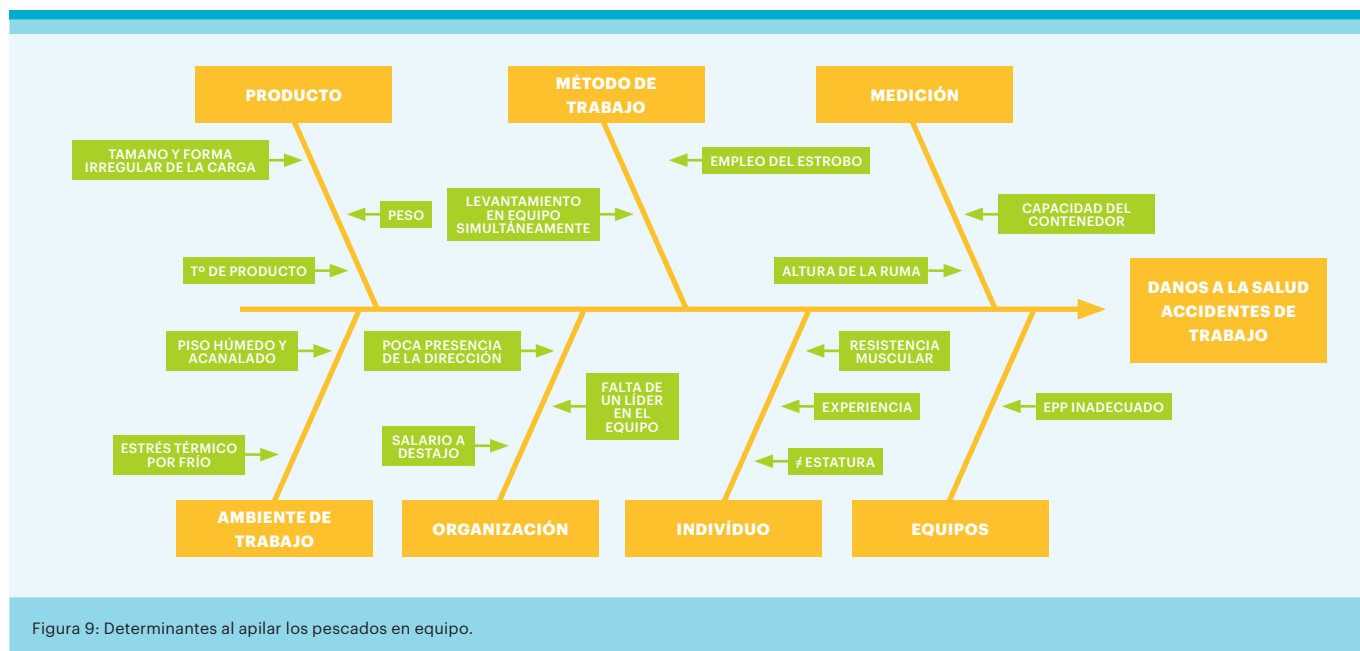 PRODUCTO
MÉTODO DE
TRABAJO
MEDICIÓN
TAMANO Y FORMA
IRREGULAR DE LA CARGA
EMPLEO DEL ESTROBO
PESO
LEVANTAMIENTO
EN EQUIPO
SIMULTÁNEAMENTE
CAPACIDAD DEL
CONTENEDOR
Tº DE PRODUCTO
ALTURA DE LA RUMA
DANOS A LA SALUD
ACCIDENTES DE
TRABAJO
PISO HÚMEDO Y
ACANALADO
POCA PRESENCIA
DE LA DIRECCIÓN
RESISTENCIA
MUSCULAR
FALTA DE
UN LÍDER
EN EL
EQUIPO
EXPERIENCIA
EPP INADECUADO
ESTRÉS TÉRMICO
POR FRÍO
SALARIO A
DESTAJO
≠ ESTATURA
AMBIENTE DE
TRABAJO
ORGANIZACIÓN
INDIVÍDUO
EQUIPOS
Figura 9: Determinantes al apilar los pescados en equipo.